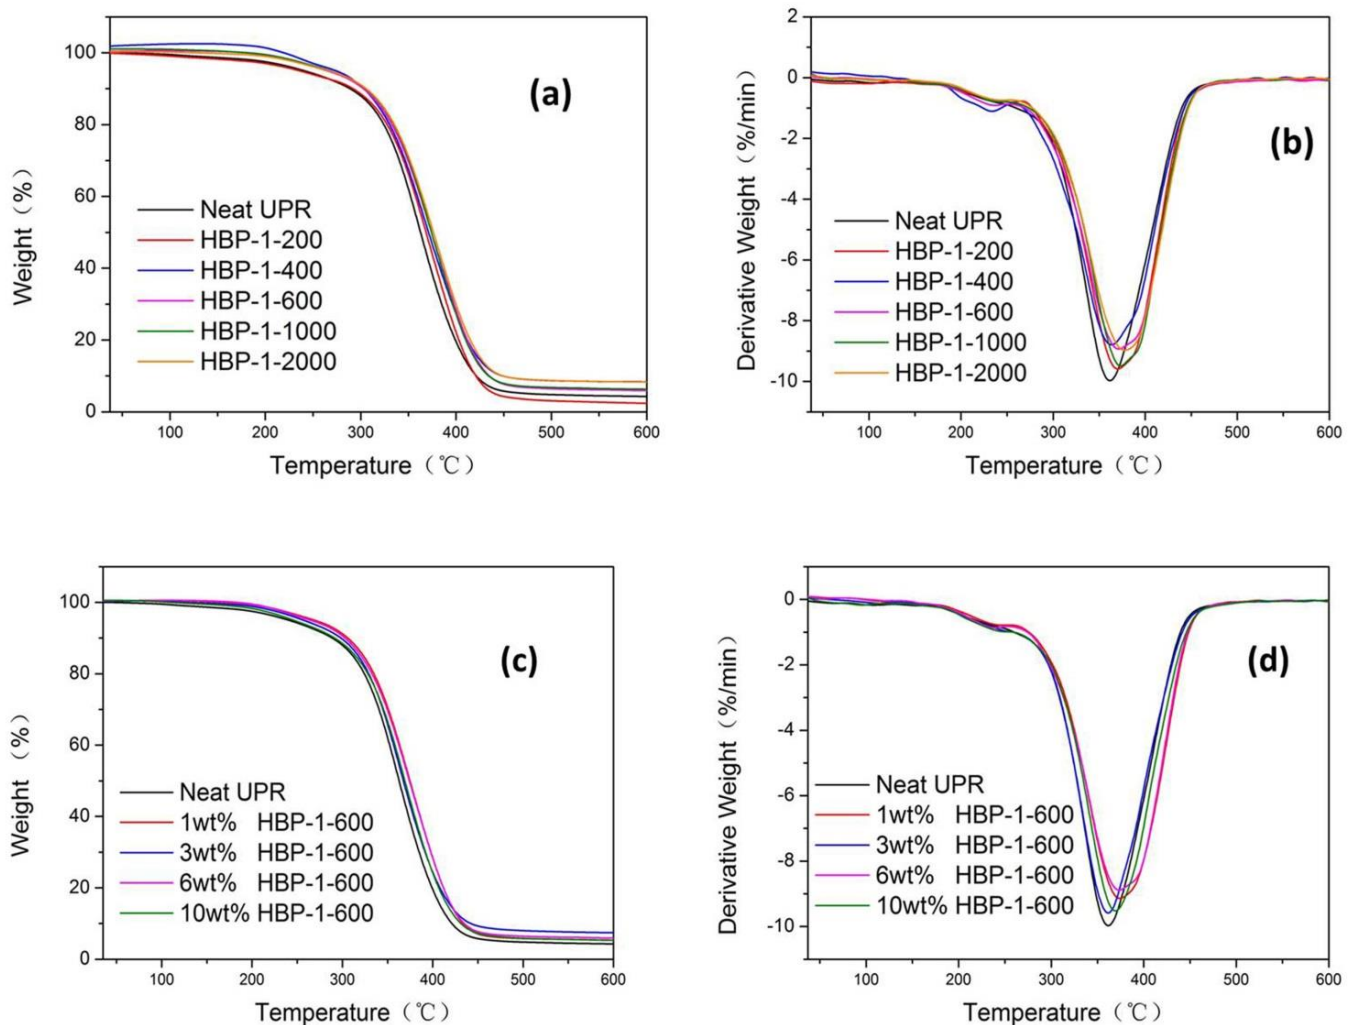 (a)
Weight（%）
100
80
60
40
20
0
Neat UPR
HBP-1-200
HBP-1-400
HBP-1-600
HBP-1-1000
HBP-1-2000
100 200 300 400 500 600
Temperature（℃）
(b)
Derivative Weight（%/min）
2
0
-2
-4
-6
-8
-10
Neat UPR
HBP-1-200
HBP-1-400
HBP-1-600
HBP-1-1000
HBP-1-2000
100 200 300 400 500 600
Temperature（℃）
(c)
Weight （%）
100
80
60
40
20
0
Neat UPR
1wt% HBP-1-600
3wt% HBP-1-600
6wt% HBP-1-600
10wt% HBP-1-600
100 200 300 400 500 600
Temperature（℃）
(d)
Derivative Weight（%/min）
0
-2
-4
-6
-8
-10
Neat UPR
1wt% HBP-1-600
3wt% HBP-1-600
6wt% HBP-1-600
10wt% HBP-1-600
100 200 300 400 500 600
Temperature（℃）